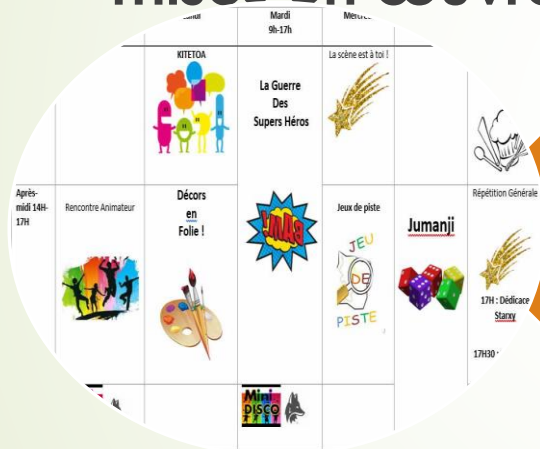 Mardi
9h-17h
KITETOA
La Guerre
Des
Supers Héros
La scène est à toi !
Après-
midi 14H-
17H
Rencontre Animateur
Décors
en
Folie !
BAM!
Jeux de piste
JEU
DE
PISTE
Jumanji
Répétition Générale
17H : Dédicace
Starxy
17H30 :
Mini
DISCO